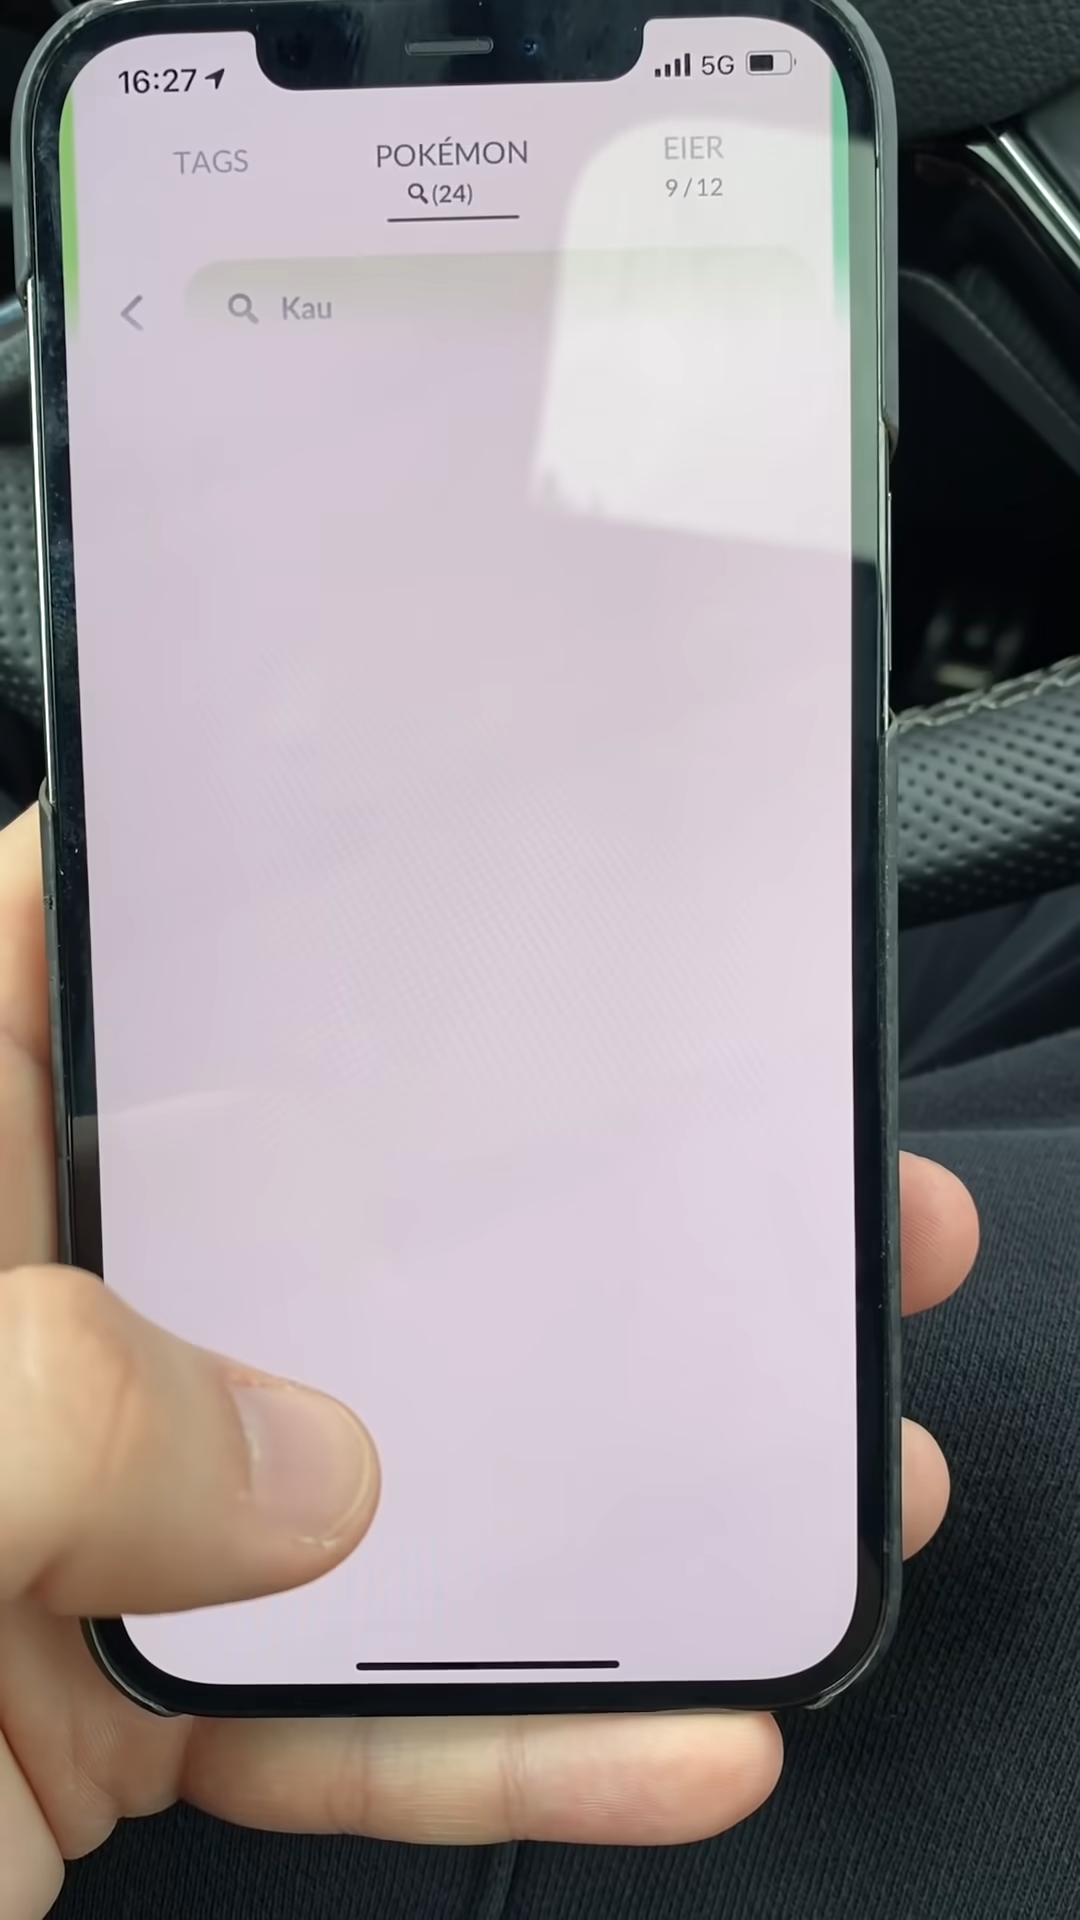 16:27
5G
TAGS
POKÉMON
(24)
EIER
9/12
Kau